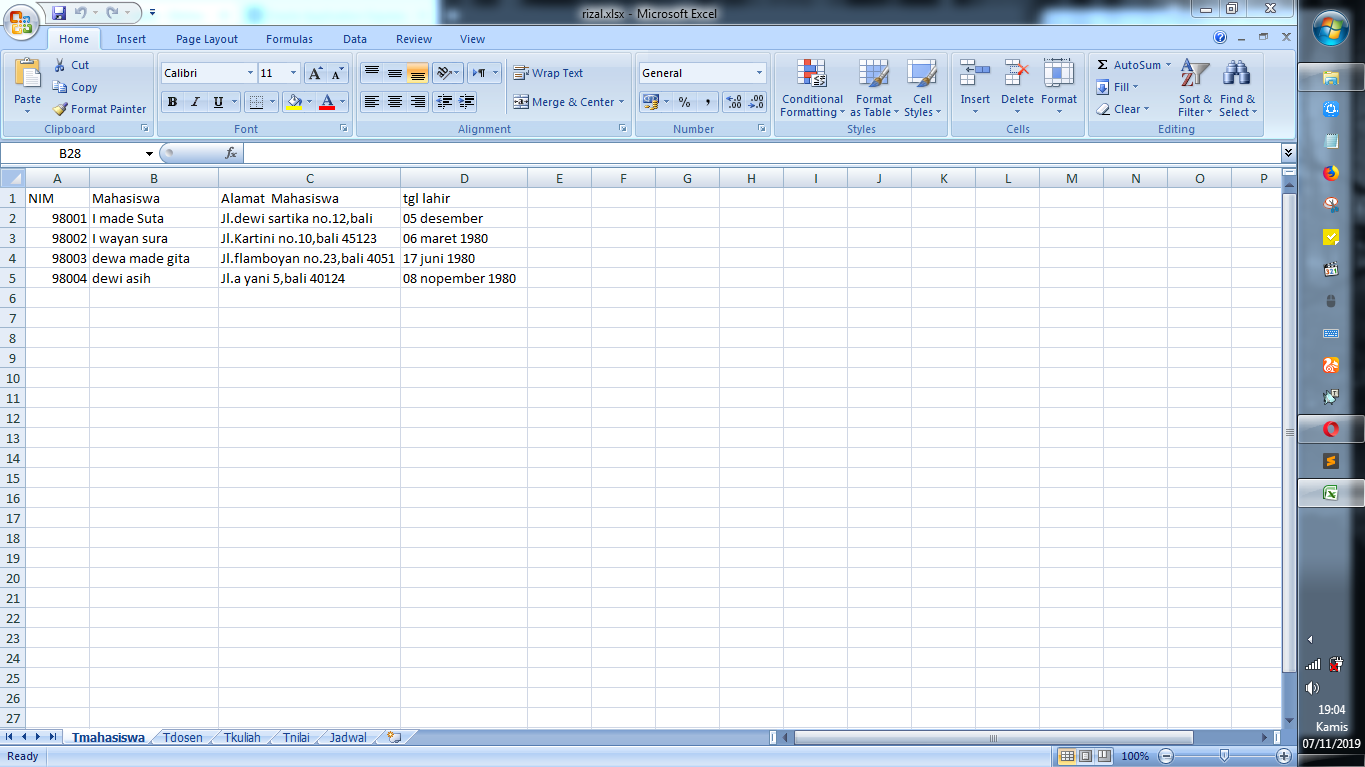 rizal.xlsx - Microsoft Excel
Home Insert Page Layout Formulas Data Review View
Paste Cut Copy Format Painter
Calibri 11
B I U
Wrap Text
Merge & Center
General
% ,
Conditional Formatting Format as Table Cell Styles
Insert Delete Format
Σ AutoSum Fill Clear
Sort & Filter Find & Select
Clipboard Font Alignment Number Styles Cells Editing
B28 fx
A B C D E F G H I J K L M N O P
1 NIM Mahasiswa Alamat Mahasiswa tgl lahir
2 98001 I made Suta Jl.dewi sartika no.12,bali 05 desember
3 98002 I wayan sura Jl.Kartini no.10,bali 45123 06 maret 1980
4 98003 dewa made gita Jl.flamboyan no.23,bali 4051 17 juni 1980
5 98004 dewi asih Jl.a yani 5,bali 40124 08 nopember 1980
6
7
8
9
10
11
12
13
14
15
16
17
18
19
20
21
22
23
24
25
26
27
Tmahasiswa Tdosen Tkuliah Tnilai Jadwal
Ready 100%
19:04
Kamis
07/11/2019